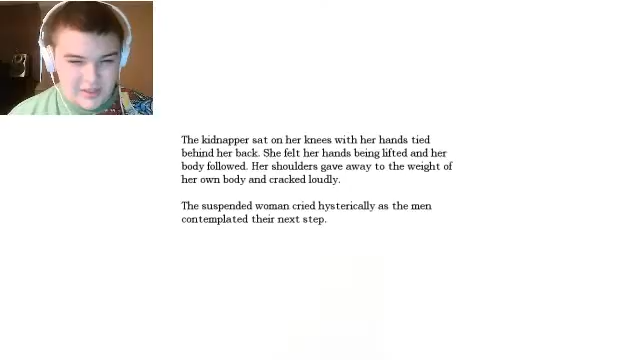 The kidnapper sat on her knees with her hands tied
behind her back. She felt her hands being lifted and her
body followed. Her shoulders gave away to the weight of
her own body and cracked loudly.
The suspended woman cried hysterically as the men
contemplated their next step.